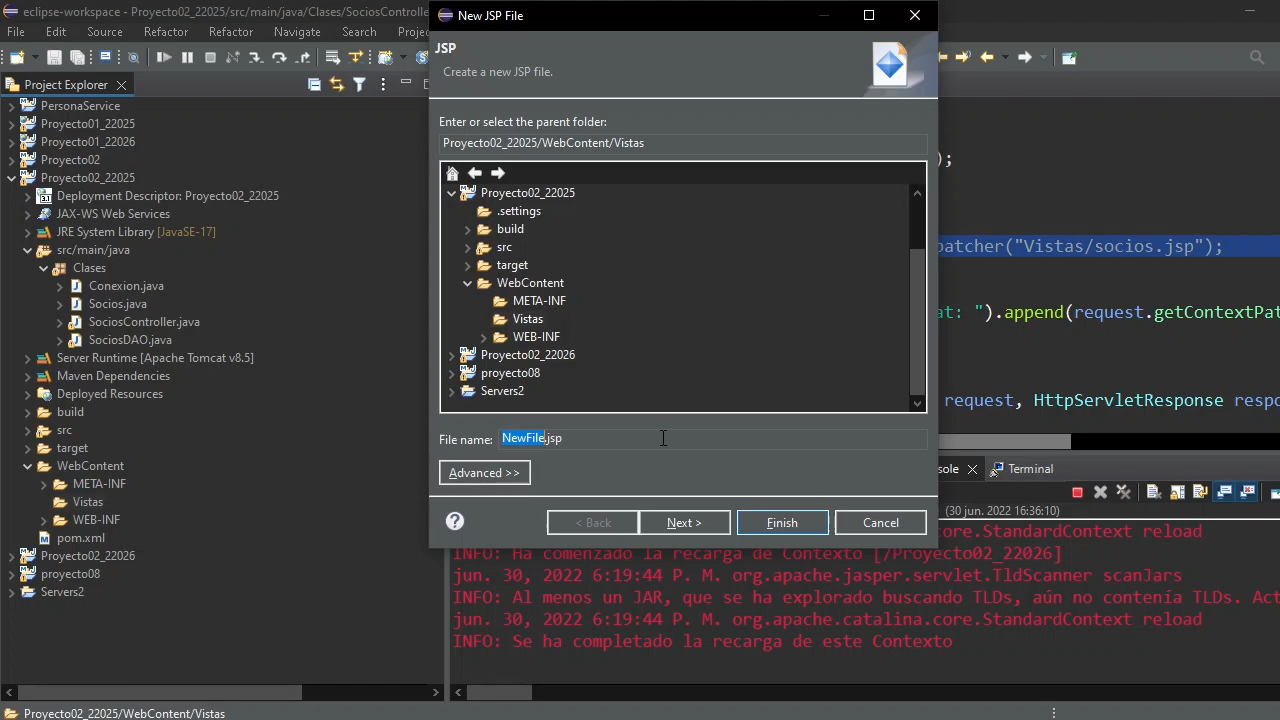 eclipse-workspace - Proyecto02_22025/src/main/java/Clases/SociosControlle
File Edit Source Refactor Refactor Navigate Search Proje
Project Explorer
PersonaService
Proyecto01_22025
Proyecto01_22026
Proyecto02
Proyecto02_22025
Deployment Descriptor: Proyecto02_22025
JAX-WS Web Services
JRE System Library [JavaSE-17]
src/main/java
Clases
Conexion.java
Socios.java
SociosController.java
SociosDAO.java
Server Runtime [Apache Tomcat v8.5]
Maven Dependencies
Deployed Resources
build
src
target
WebContent
META-INF
Vistas
WEB-INF
pom.xml
Proyecto02_22026
proyecto08
Servers2
Proyecto02_22025/WebContent/Vistas
New JSP File
JSP
Create a new JSP file.
Enter or select the parent folder:
Proyecto02_22025/WebContent/Vistas
Proyecto02_22025
.settings
build
src
target
WebContent
META-INF
Vistas
WEB-INF
Proyecto02_22026
proyecto08
Servers2
File name: NewFile.jsp
Advanced >>
< Back Next > Finish Cancel
);
patcher("Vistas/socios.jsp");
at: ").append(request.getContextPat
request, HttpServletResponse respo
sole Terminal
(30 jun. 2022 16:36:10)
core.StandardContext reload
INFO: Ha comenzado la recarga de Contexto [/Proyecto02_22026]
jun. 30, 2022 6:19:44 P. M. org.apache.jasper.servlet.TldScanner scanJars
INFO: Al menos un JAR, que se ha explorado buscando TLDs, aún no contenía TLDs. Act
jun. 30, 2022 6:19:44 P. M. org.apache.catalina.core.StandardContext reload
INFO: Se ha completado la recarga de este Contexto